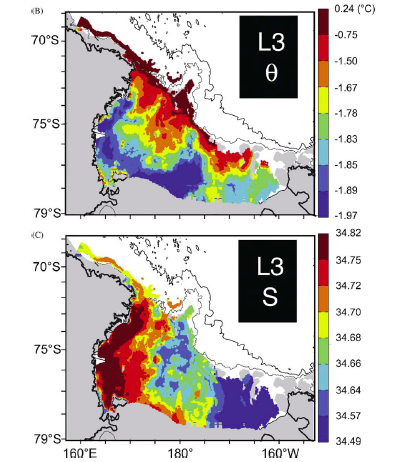 (B)
L3
θ
70°S
75°S
79°S
0.24 (°C)
-0.75
-1.50
-1.67
-1.78
-1.83
-1.85
-1.89
-1.97
(C)
L3
S
70°S
75°S
79°S
160°E 180° 160°W
34.82
34.75
34.72
34.70
34.68
34.66
34.64
34.57
34.49